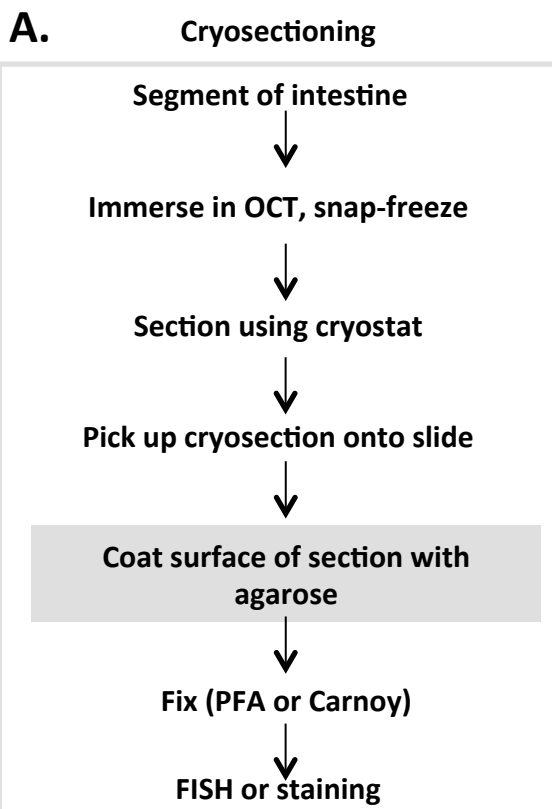 A.
Cryosectioning
Segment of intestine
Immerse in OCT, snap-freeze
Section using cryostat
Pick up cryosection onto slide
Coat surface of section with
agarose
Fix (PFA or Carnoy)
FISH or staining